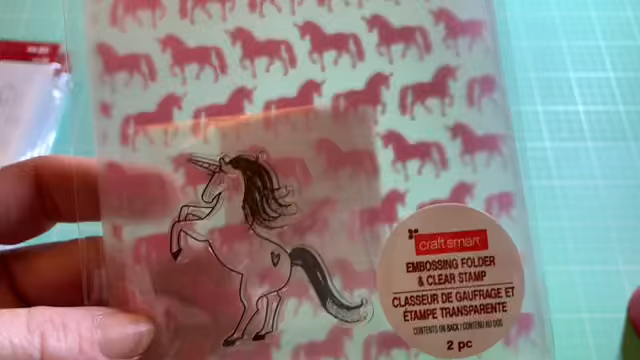 craft smart
EMBOSSING FOLDER
& CLEAR STAMP
CLASSEUR DE GAUFRAGE ET
ÉTAMPE TRANSPARENTE
CONTENTS ON BACK / CONTENU AU DOS
2 pc